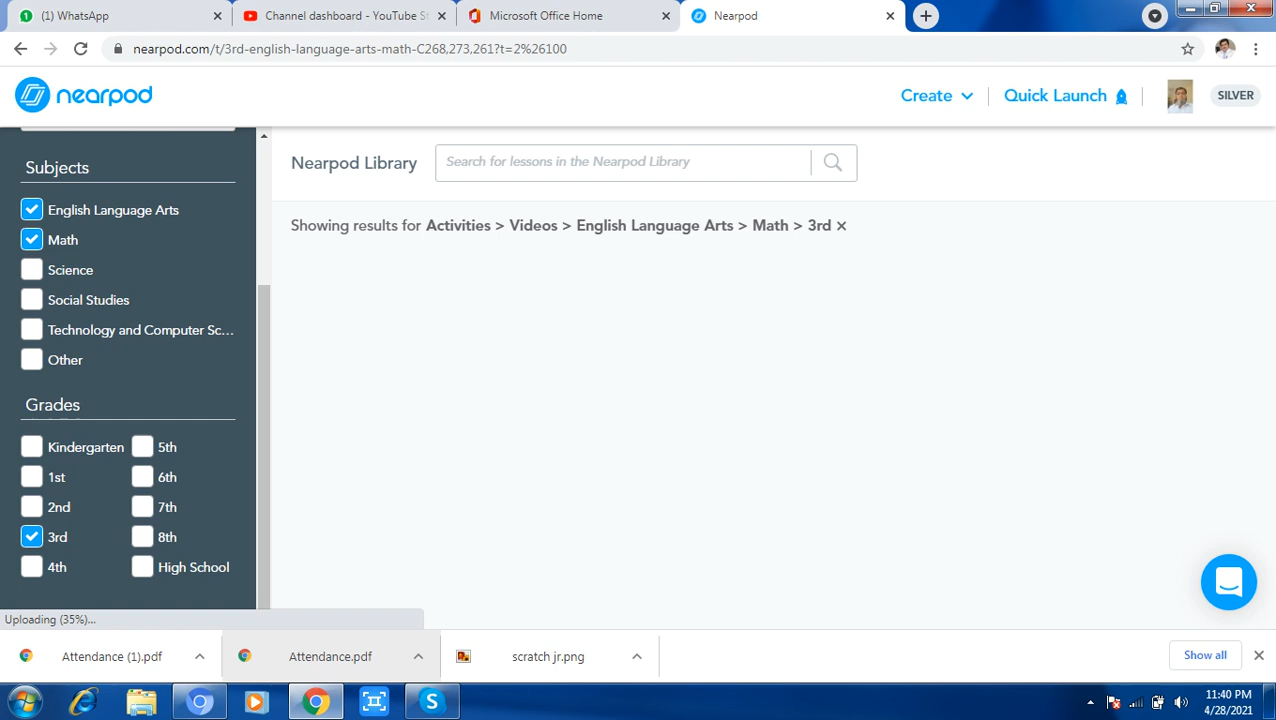 (1) WhatsApp
Channel dashboard - YouTube St
Microsoft Office Home
Nearpod
nearpod.com/t/3rd-english-language-arts-math-C268,273,261?t=2%26100
nearpod
Create
Quick Launch
SILVER
Subjects
English Language Arts
Math
Science
Social Studies
Technology and Computer Sc...
Other
Grades
Kindergarten
5th
1st
6th
2nd
7th
3rd
8th
4th
High School
Nearpod Library
Search for lessons in the Nearpod Library
Showing results for Activities > Videos > English Language Arts > Math > 3rd ×
Uploading (35%)...
Attendance (1).pdf
Attendance.pdf
scratch jr.png
Show all
11:40 PM
4/28/2021